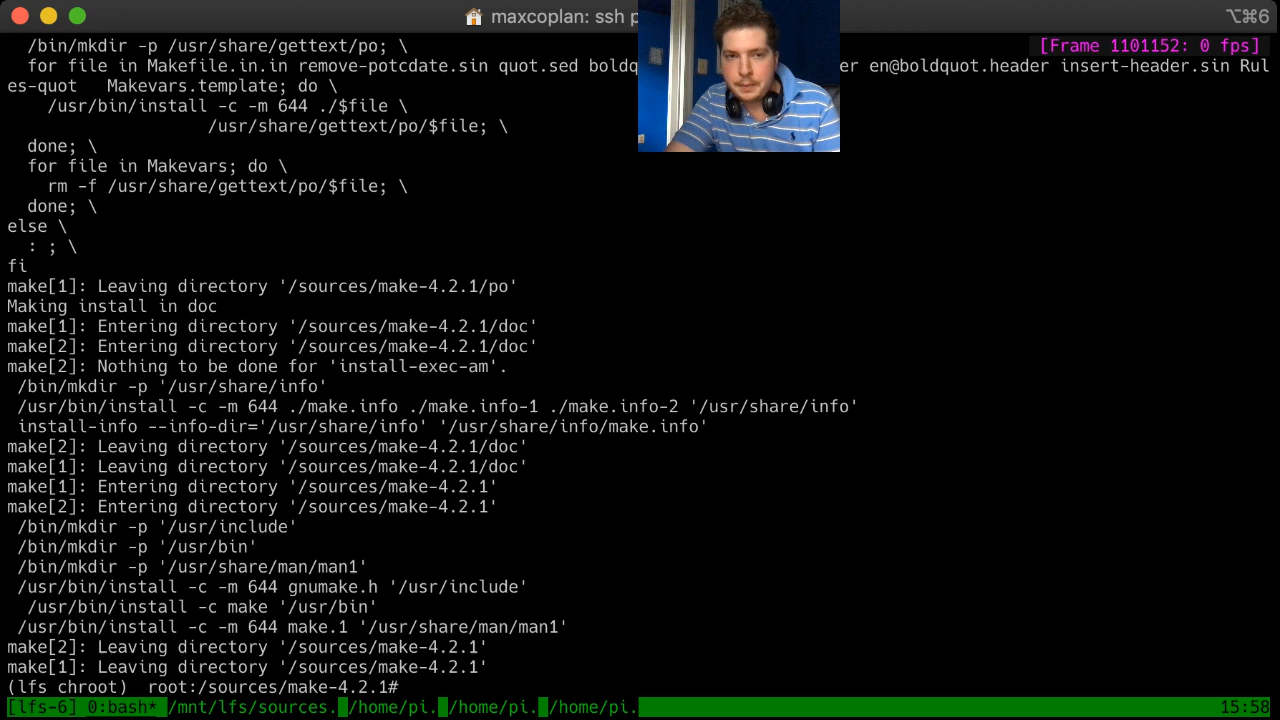 maxcoplan: ssh p
⌥⌘6
/bin/mkdir -p /usr/share/gettext/po; \
[Frame 1101152: 0 fps]
for file in Makefile.in.in remove-potcdate.sin quot.sed boldq er en@boldquot.header insert-header.sin Rul
es-quot Makevars.template; do \
/usr/bin/install -c -m 644 ./$file \
/usr/share/gettext/po/$file; \
done; \
for file in Makevars; do \
rm -f /usr/share/gettext/po/$file; \
done; \
else \
: ; \
fi
make[1]: Leaving directory '/sources/make-4.2.1/po'
Making install in doc
make[1]: Entering directory '/sources/make-4.2.1/doc'
make[2]: Entering directory '/sources/make-4.2.1/doc'
make[2]: Nothing to be done for 'install-exec-am'.
/bin/mkdir -p '/usr/share/info'
/usr/bin/install -c -m 644 ./make.info ./make.info-1 ./make.info-2 '/usr/share/info'
install-info --info-dir='/usr/share/info' '/usr/share/info/make.info'
make[2]: Leaving directory '/sources/make-4.2.1/doc'
make[1]: Leaving directory '/sources/make-4.2.1/doc'
make[1]: Entering directory '/sources/make-4.2.1'
make[2]: Entering directory '/sources/make-4.2.1'
/bin/mkdir -p '/usr/include'
/bin/mkdir -p '/usr/bin'
/bin/mkdir -p '/usr/share/man/man1'
/usr/bin/install -c -m 644 gnumake.h '/usr/include'
/usr/bin/install -c make '/usr/bin'
/usr/bin/install -c -m 644 make.1 '/usr/share/man/man1'
make[2]: Leaving directory '/sources/make-4.2.1'
make[1]: Leaving directory '/sources/make-4.2.1'
(lfs chroot) root:/sources/make-4.2.1#
[lfs-6] 0:bash* /mnt/lfs/sources. /home/pi. /home/pi. /home/pi. 15:58